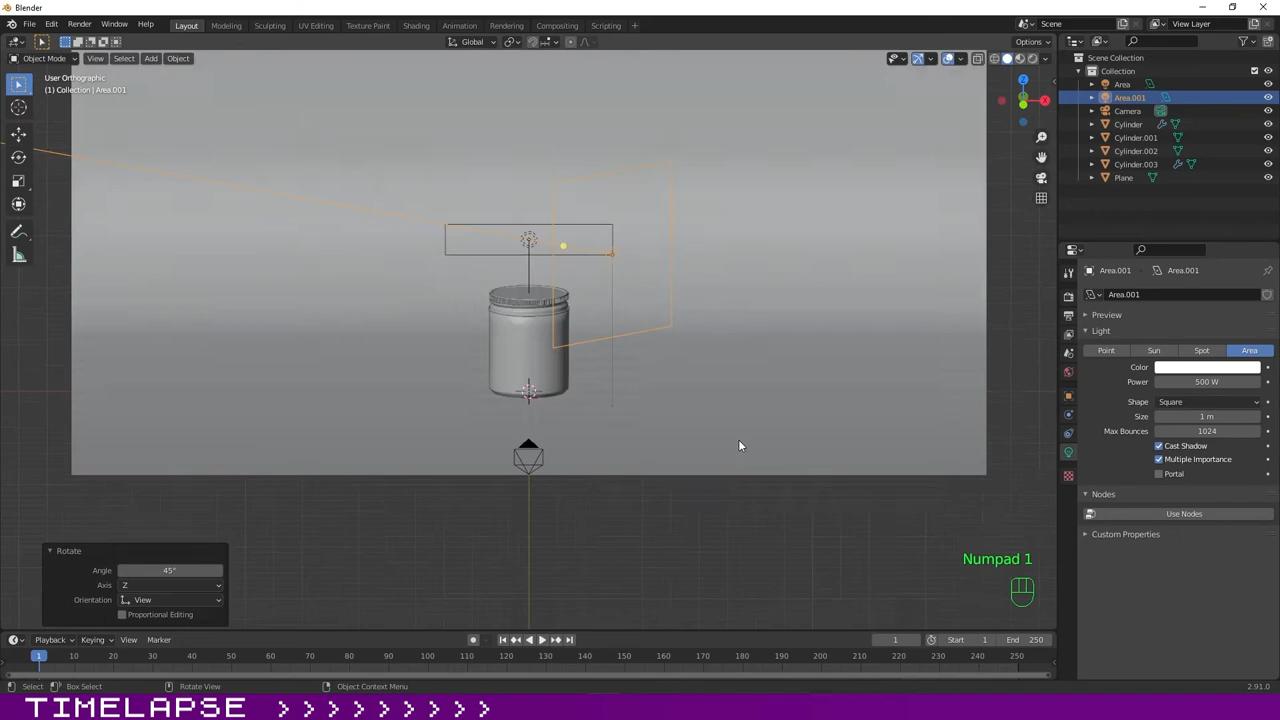 Blender
File Edit Render Window Help Layout Modeling Sculpting UV Editing Texture Paint Shading Animation Rendering Compositing Scripting + Scene View Layer
Global Options
Object Mode View Select Add Object
User Orthographic
(1) Collection | Area.001
Z
X
Scene Collection
Collection
Area
Area.001
Camera
Cylinder
Cylinder.001
Cylinder.002
Cylinder.003
Plane
Area.001 Area.001
Area.001
Preview
Light
Point Sun Spot Area
Color
Power 500 W
Shape Square
Size 1 m
Max Bounces 1024
Cast Shadow
Multiple Importance
Portal
Nodes
Use Nodes
Custom Properties
Numpad 1
Rotate
Angle 45°
Axis Z
Orientation View
Proportional Editing
Playback Keying View Marker 1 Start 1 End 250
1 10 20 30 40 50 60 70 80 90 100 110 120 130 140 150 160 170 180 190 200 210 220 230 240 250
Select Box Select Rotate View Object Context Menu 2.91.0
TIMELAPSE > > > > > > > > >